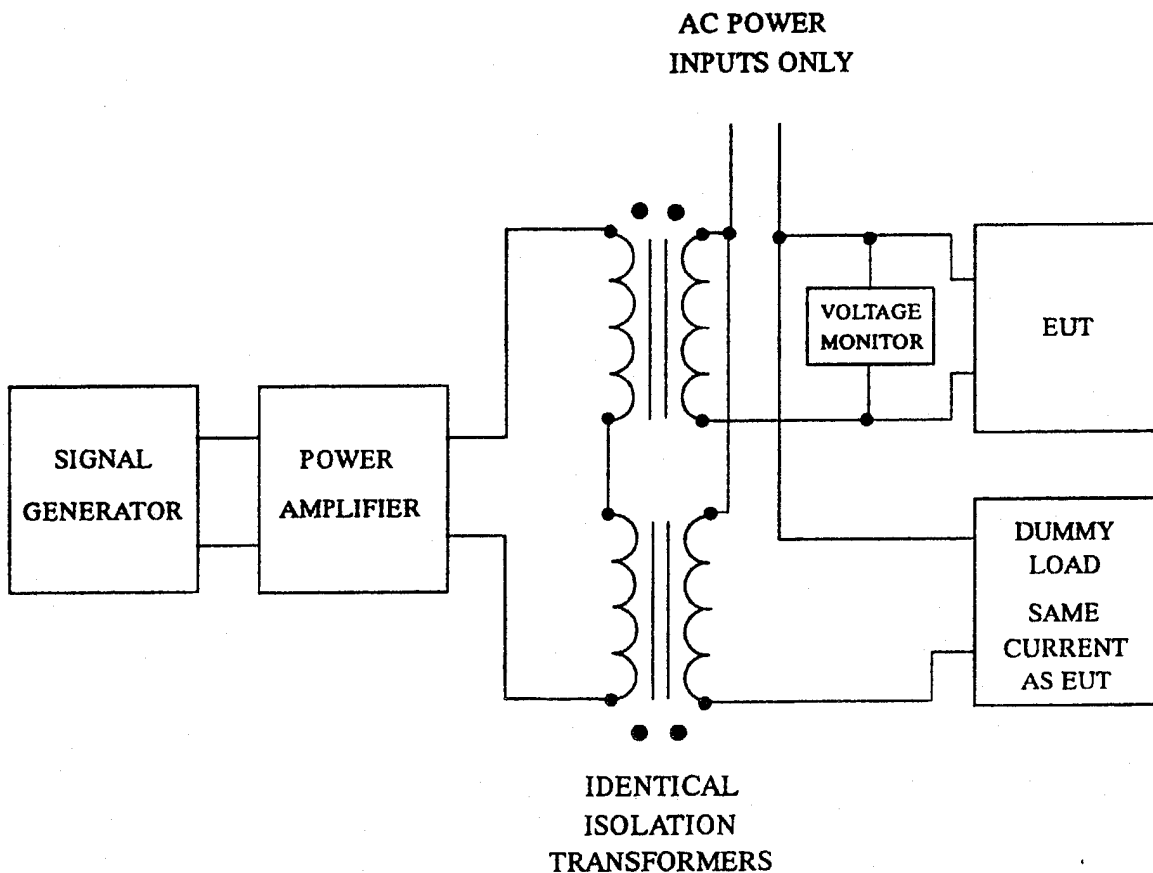 AC POWER
INPUTS ONLY
VOLTAGE
MONITOR
EUT
SIGNAL
GENERATOR
POWER
AMPLIFIER
DUMMY
LOAD
SAME
CURRENT
AS EUT
IDENTICAL
ISOLATION
TRANSFORMERS